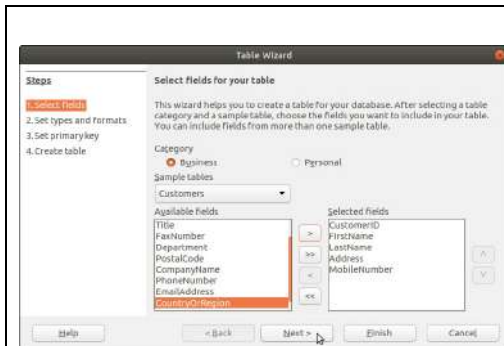 Table Wizard
Steps
1. Select fields
2. Set types and formats
3. Set primary key
4. Create table
Select fields for your table
This wizard helps you to create a table for your database. After selecting a table
category and a sample table, choose the fields you want to include in your table.
You can include fields from more than one sample table.
Category
Business Personal
Sample tables
Customers
Available fields
Title
FaxNumber
Department
PostalCode
CompanyName
PhoneNumber
EmailAddress
CountryOrRegion
>
>>
<
<<
Selected fields
CustomerID
FirstName
LastName
Address
MobileNumber
Help < Back Next > Finish Cancel